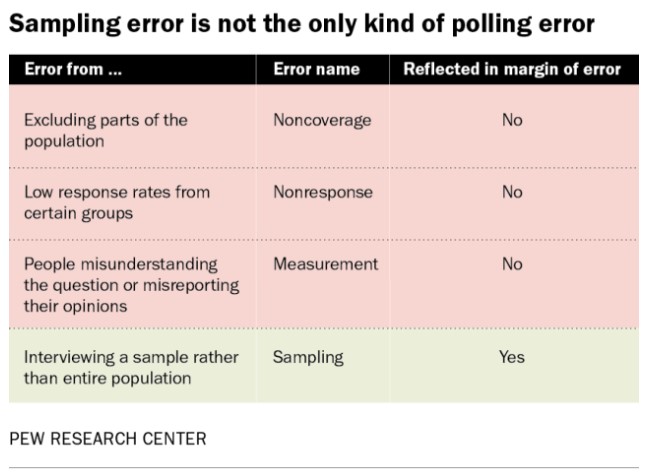 Sampling error is not the only kind of polling error
Error from ... Error name Reflected in margin of error
Excluding parts of the Noncoverage No
population
Low response rates from Nonresponse No
certain groups
People misunderstanding Measurement No
the question or misreporting
their opinions
Interviewing a sample rather Sampling Yes
than entire population
PEW RESEARCH CENTER